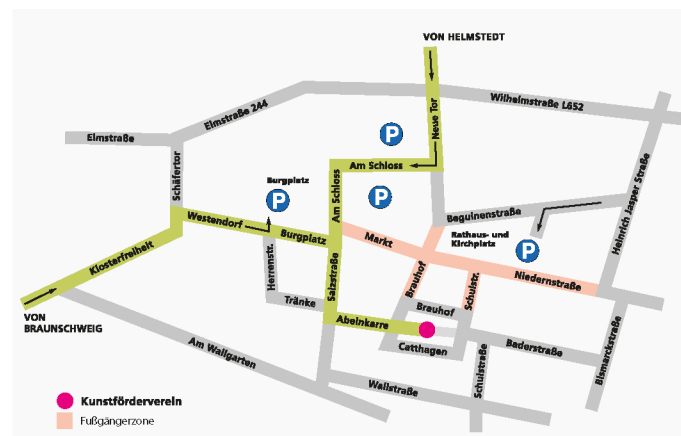 VON HELMSTEDT
Elmstraße 244
Wilhelmstraße L652
Neue Tor
Elmstraße
P
Am Schloss
Schäfertor
Heinrich Jasper Straße
Burgplatz
P
P
Am Schloss
Westendorf
Beguinenstraße
Burgplatz
Markt
Rathaus- und
Kirchplatz
P
Klosterfreiheit
Herrenstr.
Salzstraße
Brauhof
Schulstr.
Niedernstraße
Tränke
Brauhof
VON
BRAUNSCHWEIG
Abeinkarre
Am Wallgarten
Catthagen
Baderstraße
Bismarckstraße
Wallstraße
Schulstraße
Kunstförderverein
Fußgängerzone